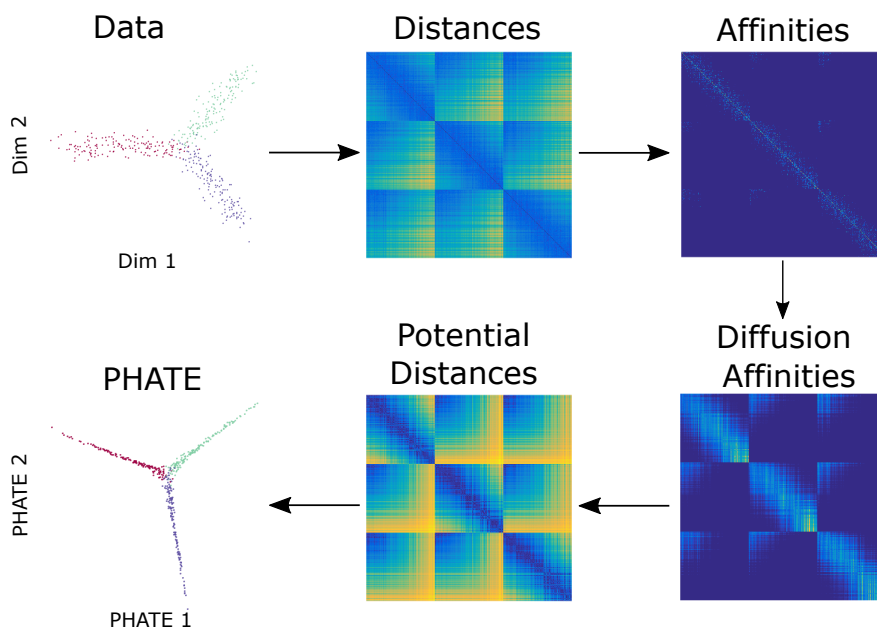 Data
Distances
Affinities
Dim 2
Dim 1
Potential
Distances
Diffusion
Affinities
PHATE
PHATE 2
PHATE 1